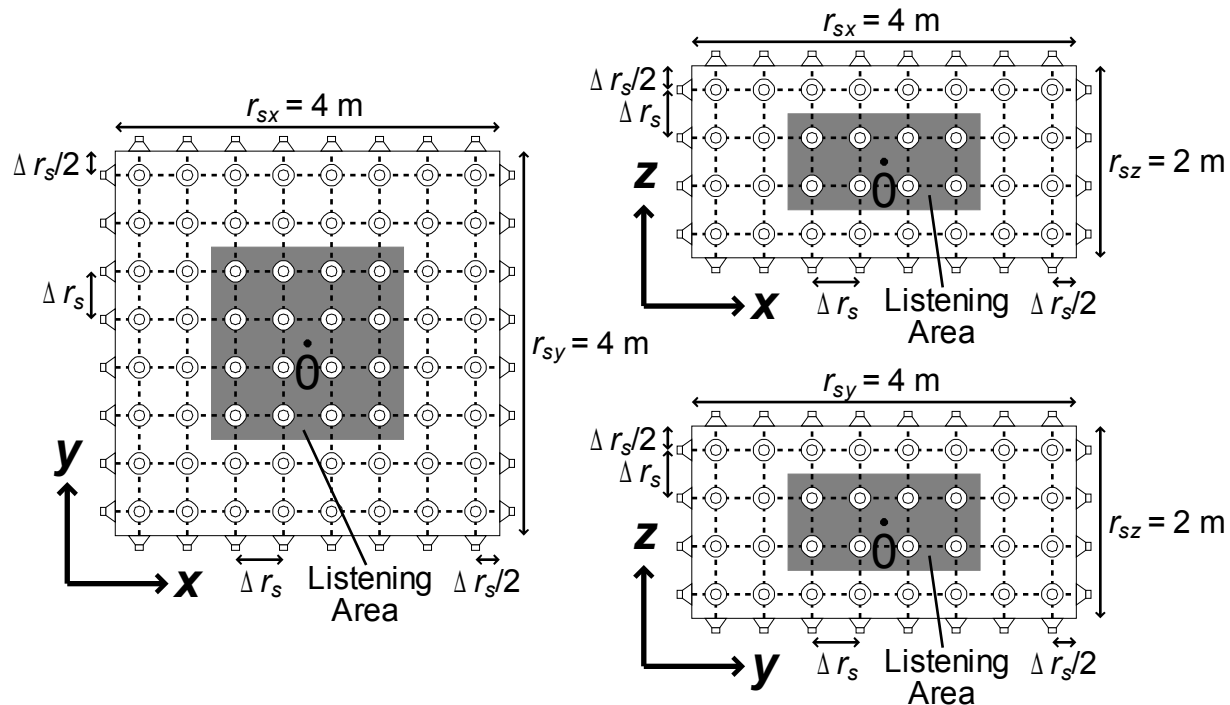 r_sx = 4 m
Δ r_s/2
Δ r_s
0
r_sy = 4 m
y
x
Δ r_s
Listening
Area
Δ r_s/2
r_sx = 4 m
Δ r_s/2
Δ r_s
z
0
r_sz = 2 m
x
Δ r_s
Listening
Area
Δ r_s/2
r_sy = 4 m
Δ r_s/2
Δ r_s
z
0
r_sz = 2 m
y
Δ r_s
Listening
Area
Δ r_s/2